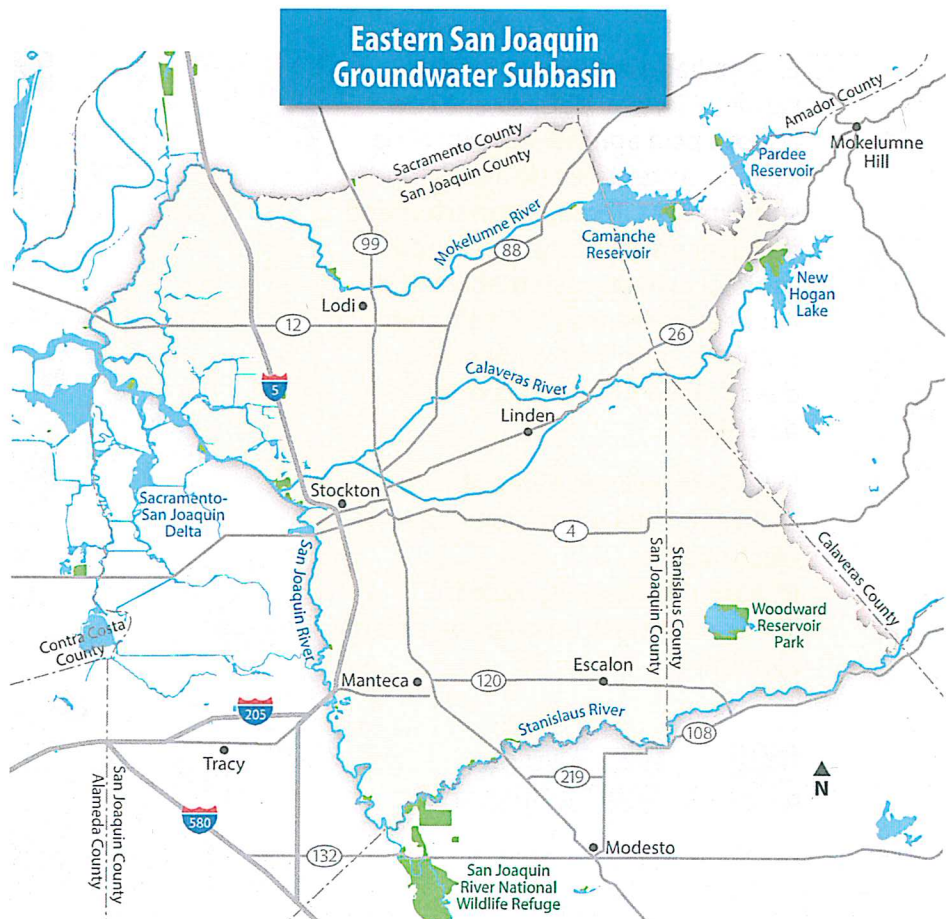 Eastern San Joaquin
Groundwater Subbasin
Amador County
Mokelumne
Hill
Pardee
Reservoir
Sacramento County
San Joaquin County
Mokelumne River
Camanche
Reservoir
99
88
New
Hogan
Lake
Lodi
12
26
5
Calaveras River
Linden
Stockton
Sacramento-
San Joaquin
Delta
4
San Joaquin River
Stanislaus County
San Joaquin County
Calaveras County
Woodward
Reservoir
Park
Contra Costa
County
Manteca
120
Escalon
205
Stanislaus River
108
Tracy
219
N
San Joaquin County
Alameda County
580
132
Modesto
San Joaquin
River National
Wildlife Refuge